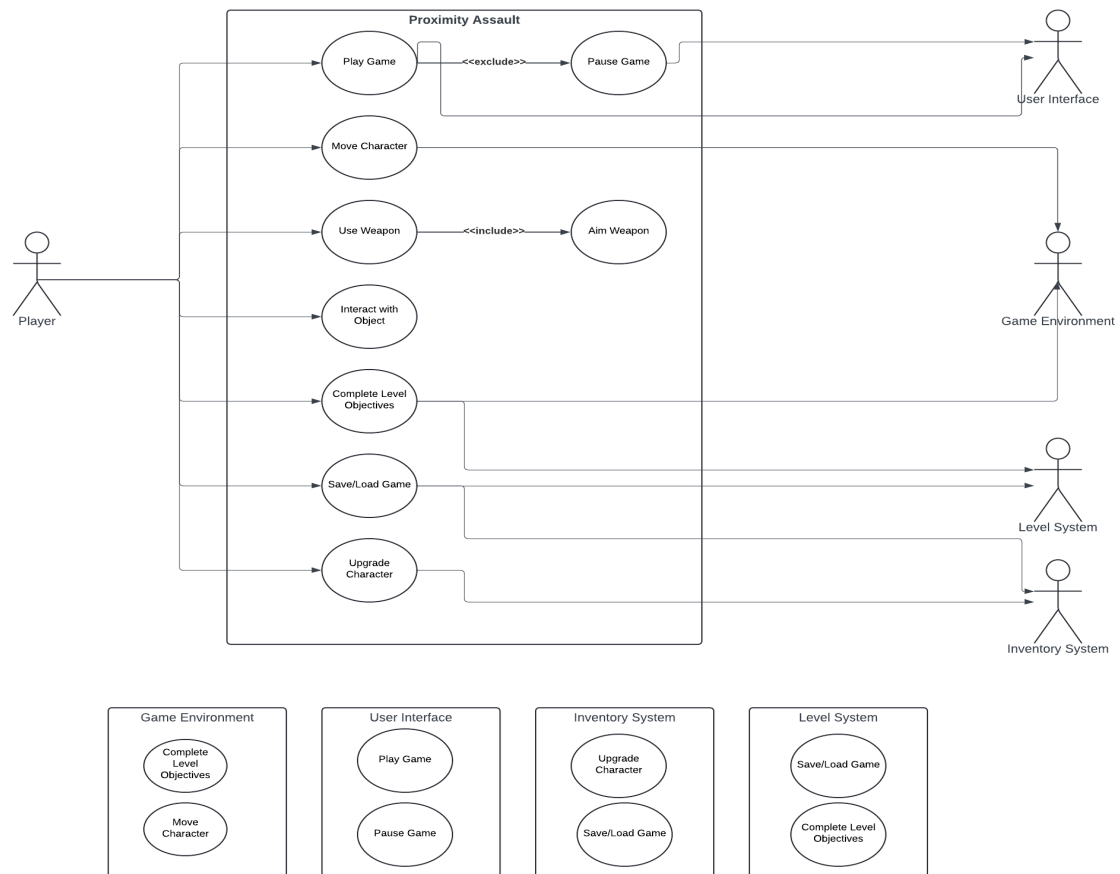 Proximity Assault
Play Game
<<exclude>>
Pause Game
User Interface
Move Character
Use Weapon
<<include>>
Aim Weapon
Player
Interact with
Object
Game Environment
Complete Level
Objectives
Save/Load Game
Level System
Upgrade
Character
Inventory System
Game Environment
Complete
Level
Objectives
Move
Character
User Interface
Play Game
Pause Game
Inventory System
Upgrade
Character
Save/Load Game
Level System
Save/Load Game
Complete Level
Objectives